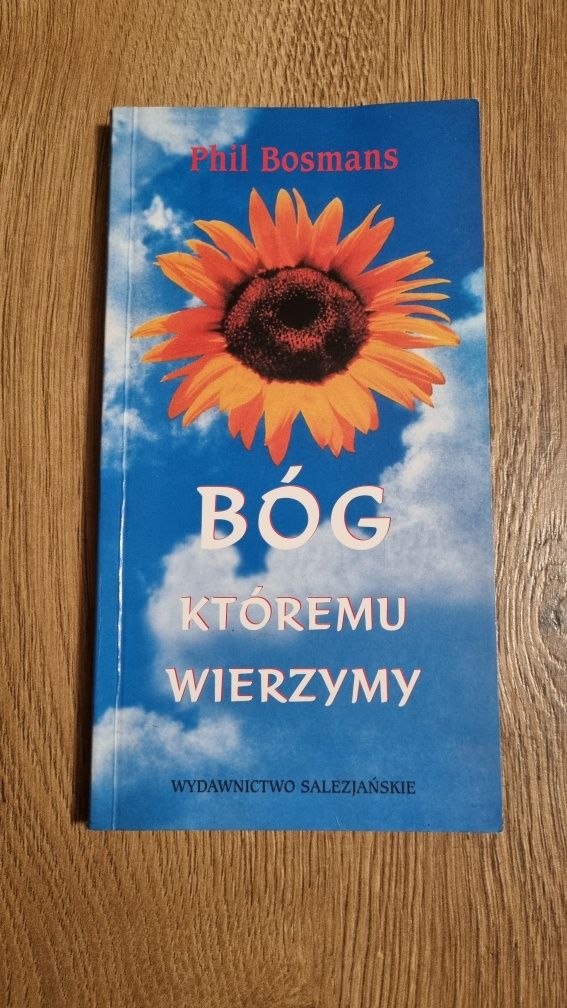 Phil Bosmans
BÓG
KTÓREMU
WIERZYMY
WYDAWNICTWO SALEZJAŃSKIE